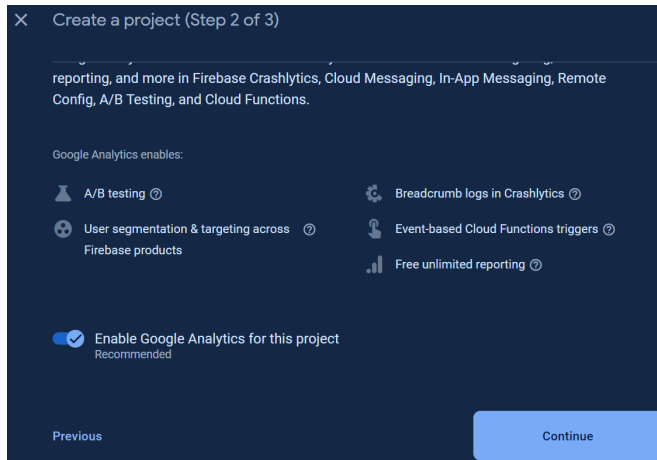 Create a project (Step 2 of 3)
reporting, and more in Firebase Crashlytics, Cloud Messaging, In-App Messaging, Remote
Config, A/B Testing, and Cloud Functions.
Google Analytics enables:
A/B testing
Breadcrumb logs in Crashlytics
User segmentation & targeting across
Firebase products
Event-based Cloud Functions triggers
Free unlimited reporting
Enable Google Analytics for this project
Recommended
Previous
Continue